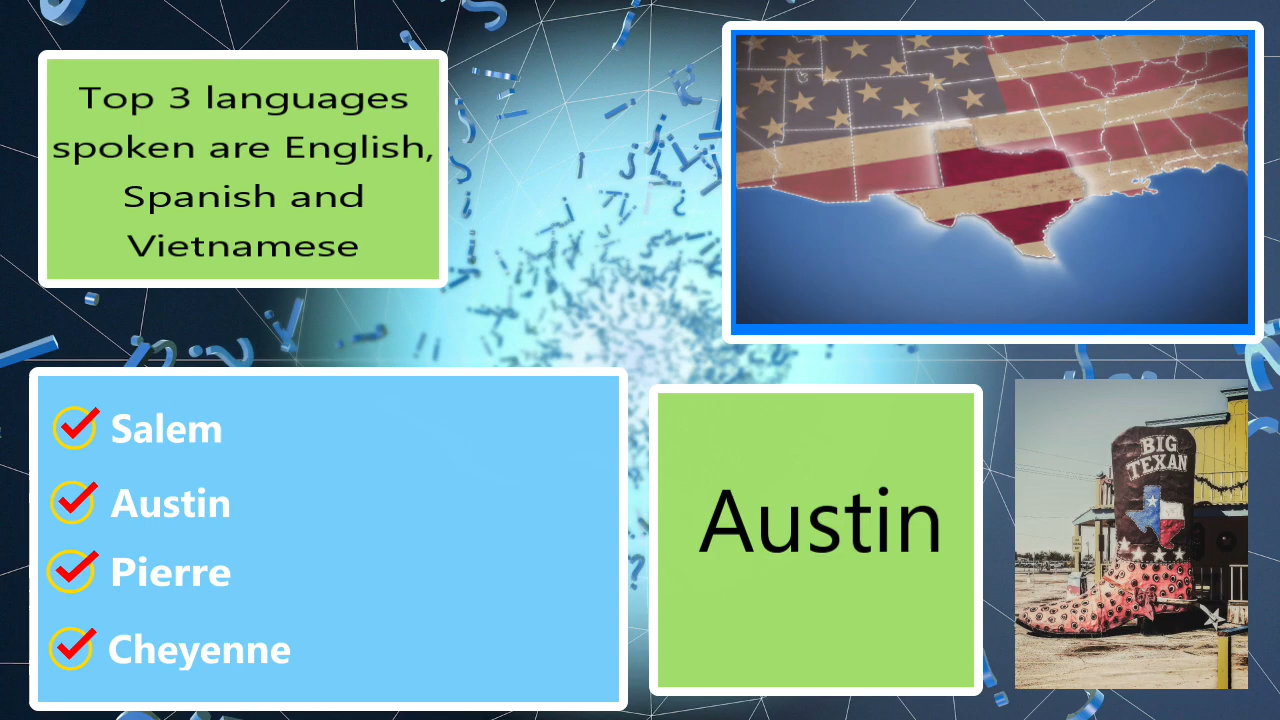 Top 3 languages
spoken are English,
Spanish and
Vietnamese
Salem
Austin
Pierre
Cheyenne
Austin
BIG
TEXAN